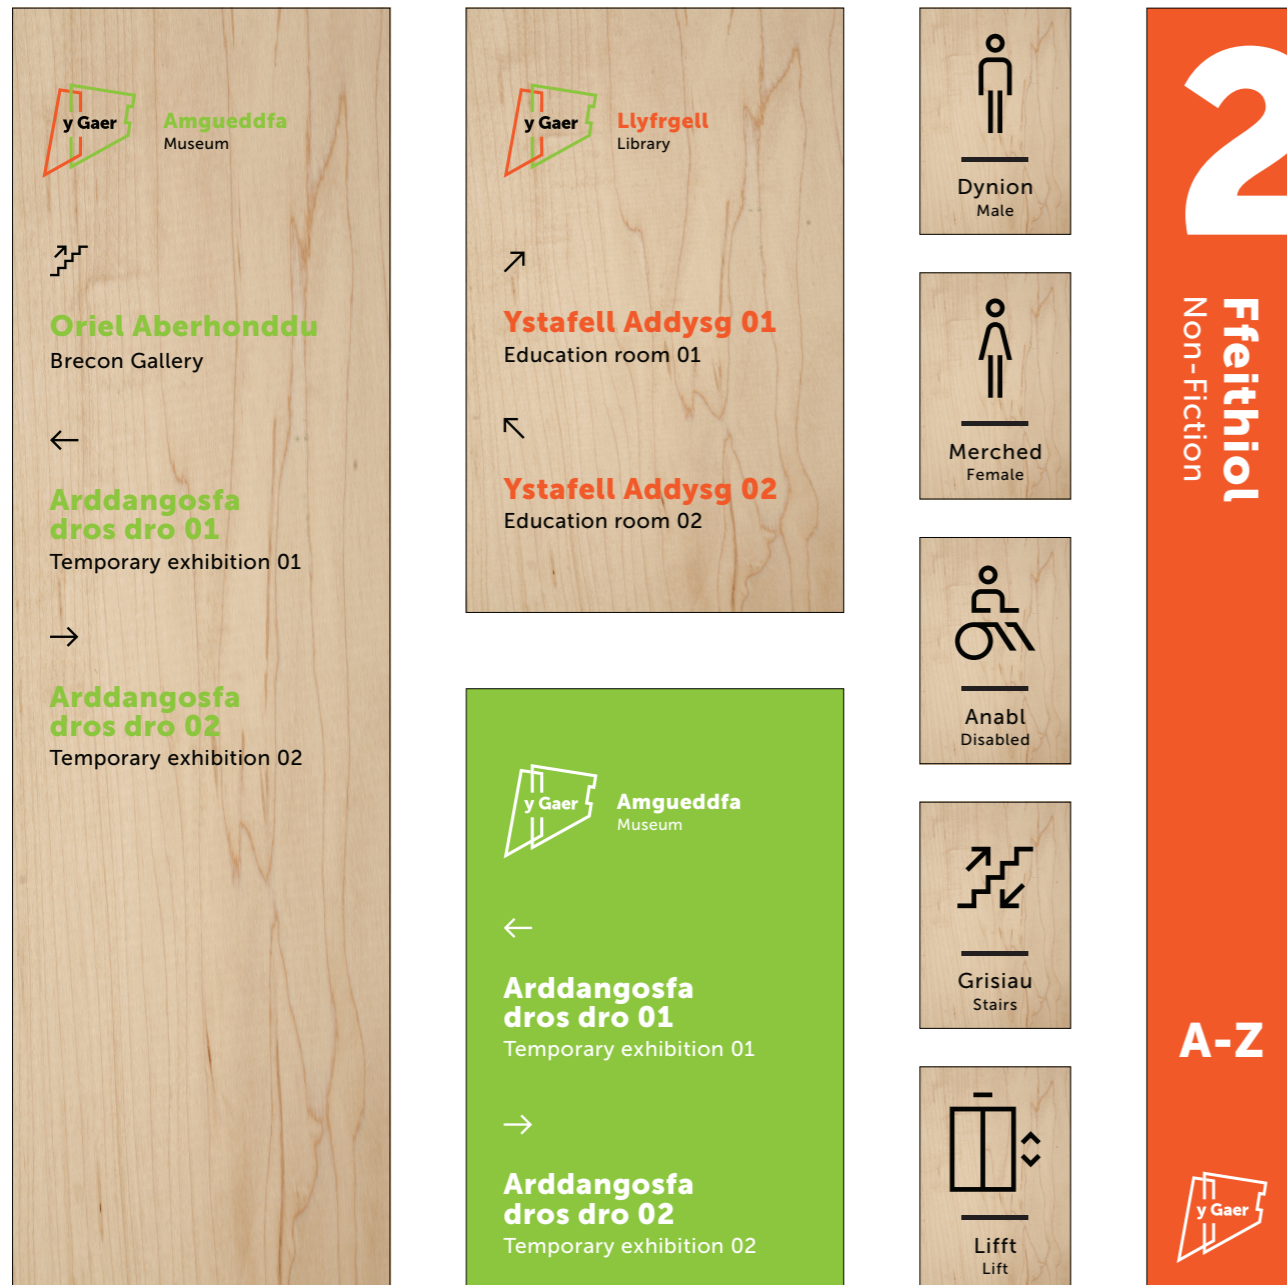 y Gaer
Amgueddfa
Museum
Oriel Aberhonddu
Brecon Gallery
Arddangosfa
dros dro 01
Temporary exhibition 01
Arddangosfa
dros dro 02
Temporary exhibition 02
y Gaer
Llyfrgell
Library
Ystafell Addysg 01
Education room 01
Ystafell Addysg 02
Education room 02
y Gaer
Amgueddfa
Museum
Arddangosfa
dros dro 01
Temporary exhibition 01
Arddangosfa
dros dro 02
Temporary exhibition 02
Dynion
Male
Merched
Female
Anabl
Disabled
Grisiau
Stairs
Lifft
Lift
2
Ffeithiol
Non-Fiction
A-Z
y Gaer